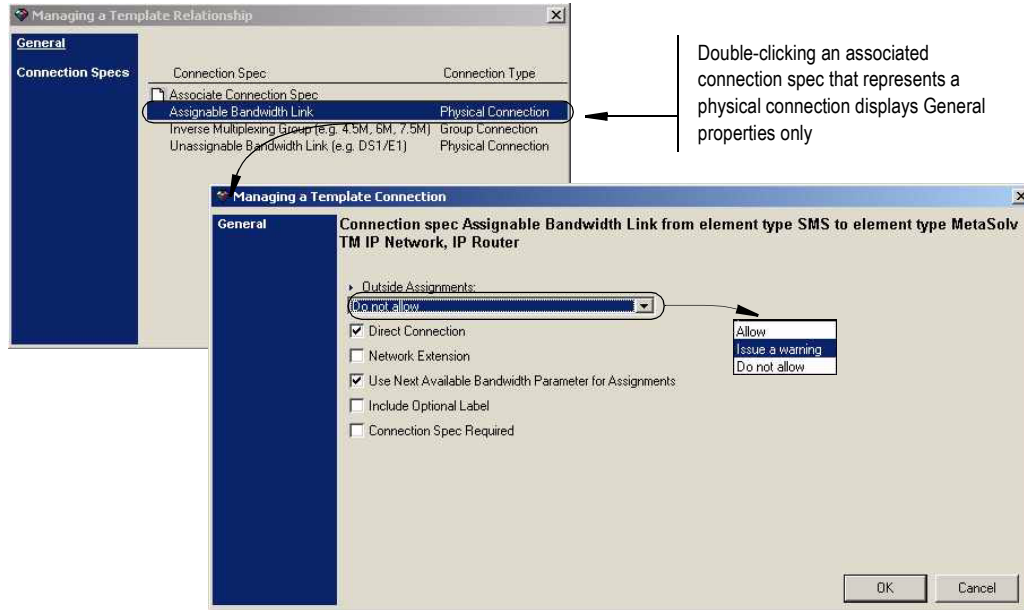 Managing a Template Relationship
General
Connection Specs
Connection Spec Connection Type
Associate Connection Spec
Assignable Bandwidth Link Physical Connection
Inverse Multiplexing Group (e.g. 4.5M, 6M, 7.5M) Group Connection
Unassignable Bandwidth Link (e.g. DS1/E1) Physical Connection
Double-clicking an associated
connection spec that represents a
physical connection displays General
properties only
Managing a Template Connection
General
Connection spec Assignable Bandwidth Link from element type SMS to element type MetaSolv
TM IP Network, IP Router
Outside Assignments:
Do not allow
Direct Connection
Network Extension
Use Next Available Bandwidth Parameter for Assignments
Include Optional Label
Connection Spec Required
Allow
Issue a warning
Do not allow
OK Cancel